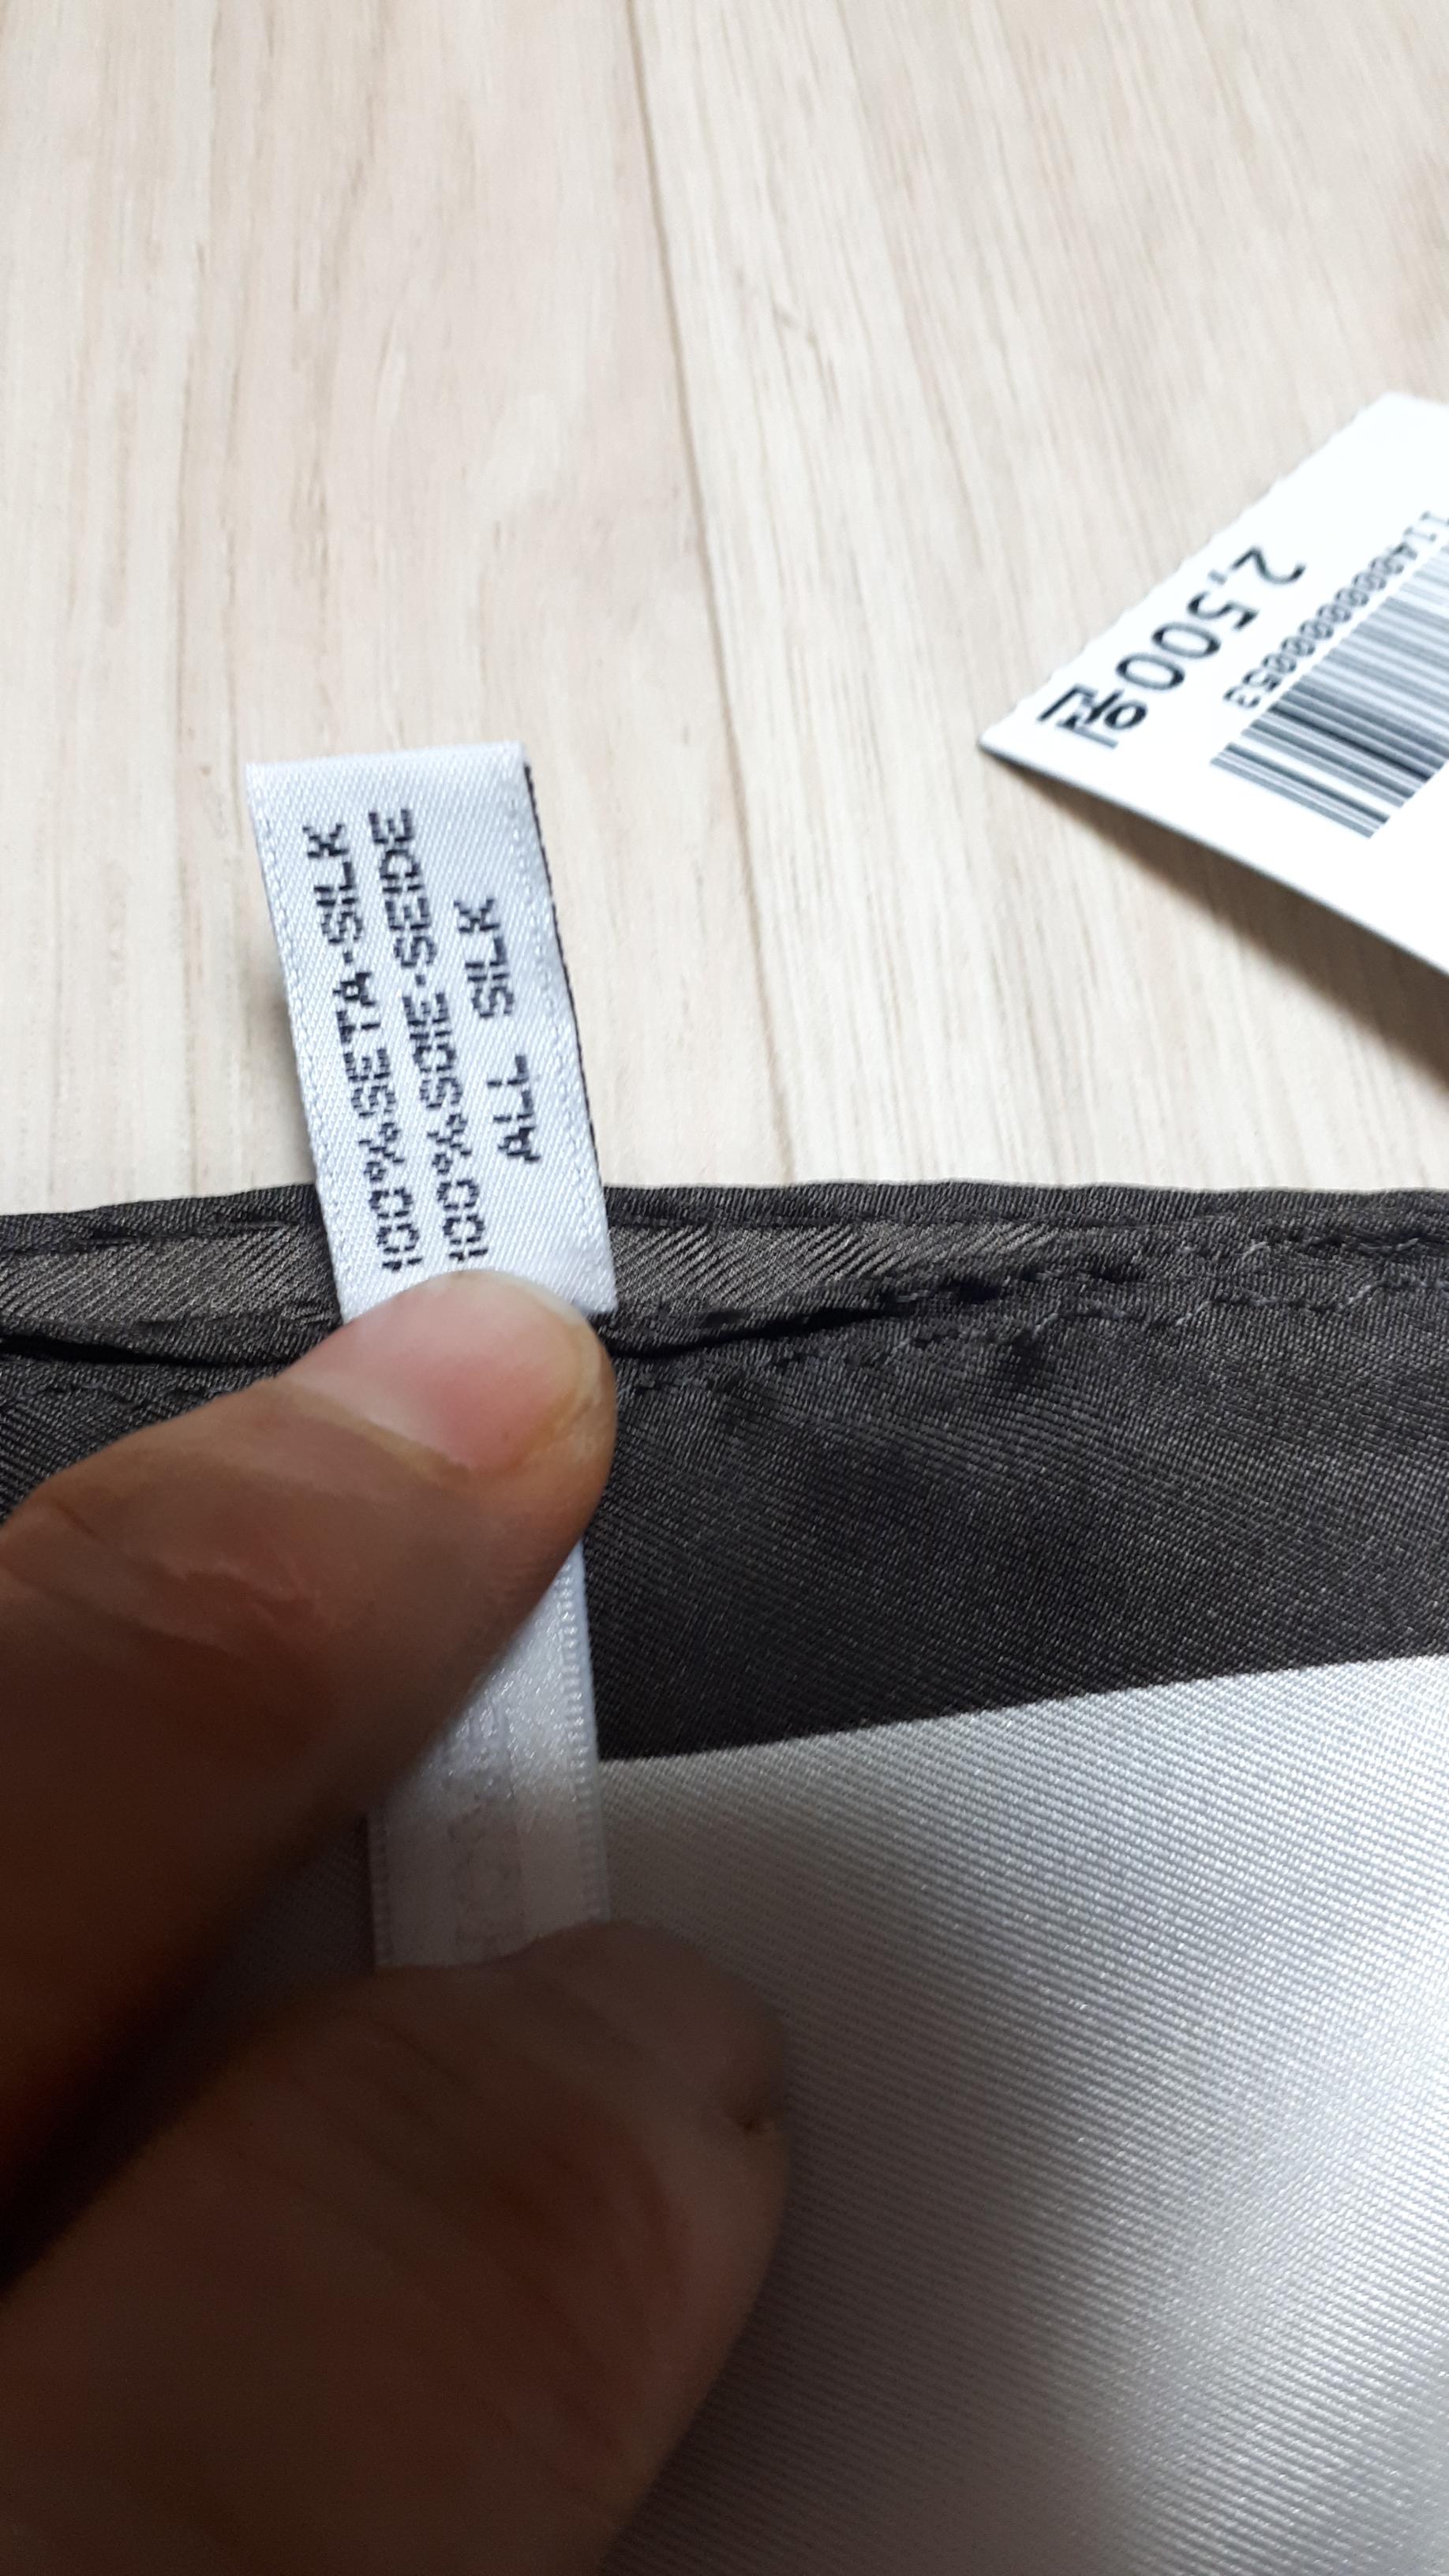 100%SETA-SILK
100%SOIE-SEIDE
ALL SILK
2,500원